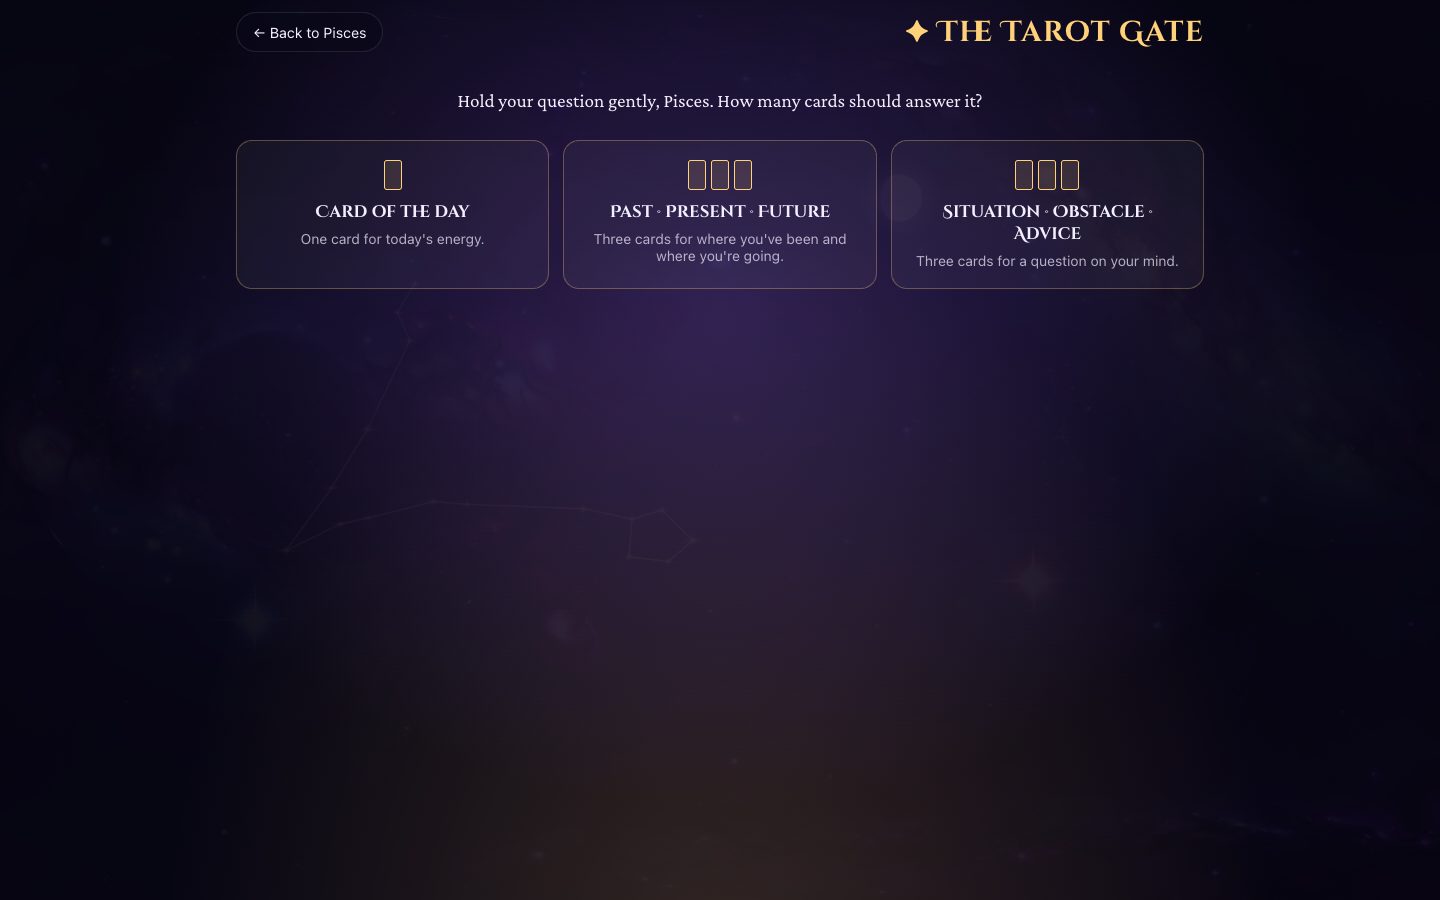 ← Back to Pisces
✦ The Tarot Gate
Hold your question gently, Pisces. How many cards should answer it?
Card of the day
One card for today's energy.
Past · Present · Future
Three cards for where you've been and
where you're going.
Situation · Obstacle ·
Advice
Three cards for a question on your mind.